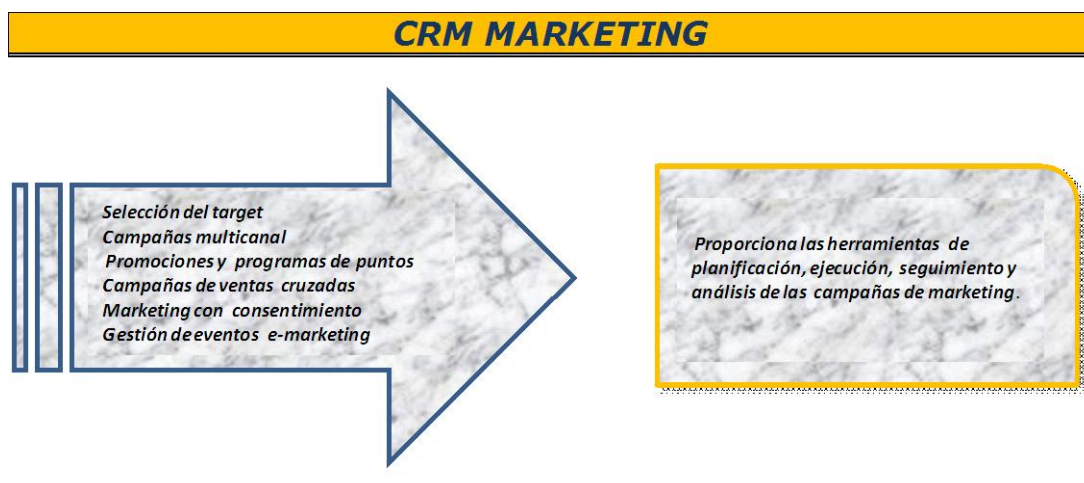 CRM MARKETING
Selección del target
Campañas multicanal
Promociones y programas de puntos
Campañas de ventas cruzadas
Marketing con consentimiento
Gestión de eventos e-marketing
Proporciona las herramientas de
planificación, ejecución, seguimiento y
análisis de las campañas de marketing.